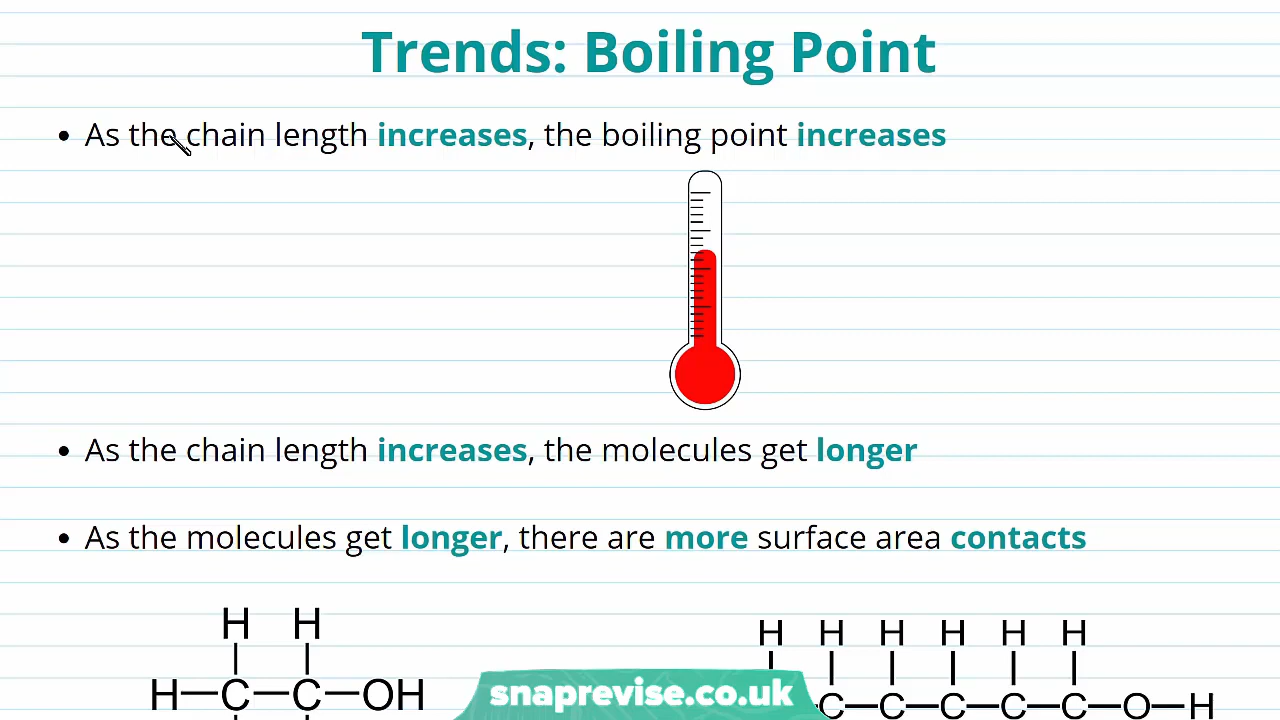 Trends: Boiling Point
• As the chain length increases, the boiling point increases
• As the chain length increases, the molecules get longer
• As the molecules get longer, there are more surface area contacts
H H
H H H H H H
H—C—C—OH
C—C—C—C—C—O—H
snaprevise.co.uk